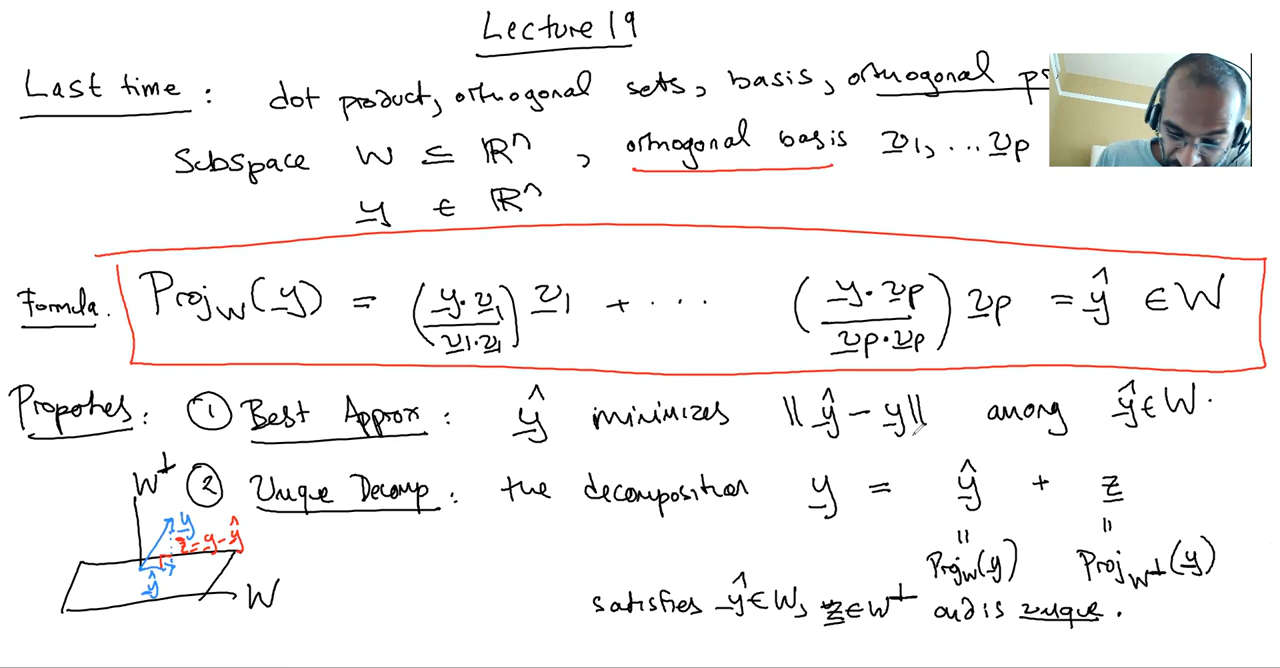 Lecture 19
Last time : dot product, orthogonal sets, basis, orthogonal
Subspace W ⊆ ℝⁿ , orthogonal basis v1, ... vp
y ∈ ℝⁿ
Formula. Proj_W(y) = (y·v1 / v1·v1) v1 + ... (y·vp / vp·vp) vp = ŷ ∈ W
Properties : ① Best Approx : ŷ minimizes ‖ŷ − y‖ among ŷ ∈ W.
② Unique Decomp : the decomposition y = ŷ + z
W⊥
y
z = y − ŷ
ŷ
W
= =
Proj_W(y) Proj_W⊥(y)
satisfies ŷ ∈ W, z ∈ W⊥ and is unique .